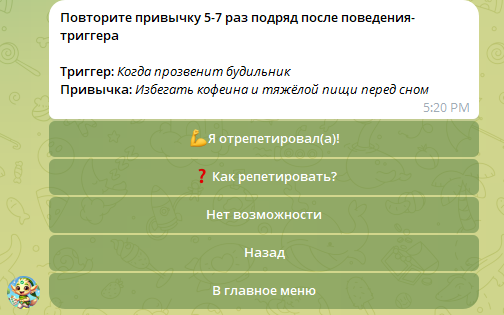 Повторите привычку 5-7 раз подряд после поведения-
триггера
Триггер: Когда прозвенит будильник
Привычка: Избегать кофеина и тяжёлой пищи перед сном
5:20 PM
💪Я отрепетировал(а)!
❓ Как репетировать?
Нет возможности
Назад
В главное меню